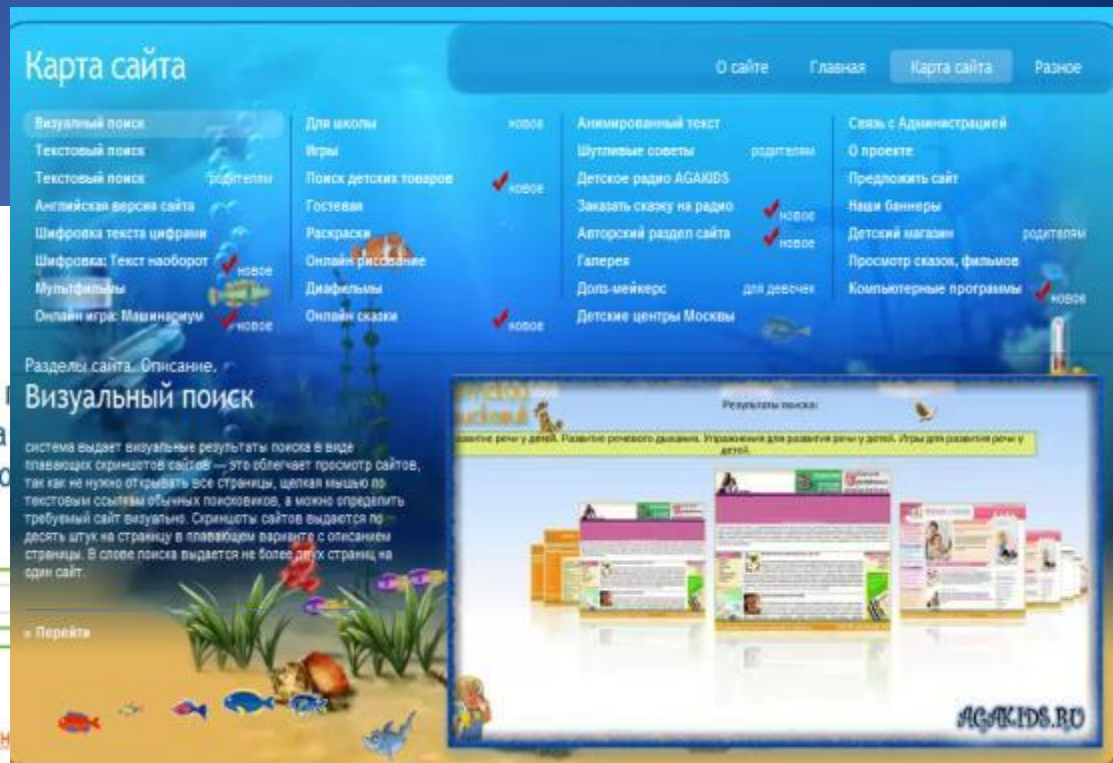 Карта сайта
О сайте Главная Карта сайта Разное
Визуалный поиск
Текстовый поиск
Текстовый поиск родителям
Английская версия сайта
Шифровка текста цифрами
Шифровка: Текст наоборот новое
Мультфильмы
Онлайн игра: Машинариум новое
Для школы новое
Игры
Поиск детских товаров новое
Гостевая
Раскраски
Онлайн рисование
Диафильмы
Онлайн сказки новое
Анимированный текст
Шутливые советы родителям
Детское радио AGAKIDS
Заказать сказку на радио новое
Авторский раздел сайта новое
Галерея
Долз-мейкерс для девочек
Детские центры Москвы
Связь с Администрацией
О проекте
Предложить сайт
Наши баннеры
Детский магазин родителям
Просмотр сказок, фильмов
Компьютерные программы новое
Разделы сайта. Описание.
Визуальный поиск
система выдает визуальные результаты поиска в виде
плавающих скриншотов сайтов — это облегчает просмотр сайтов,
так как не нужно открывать все страницы, щелкая мышью по
текстовым ссылкам обычных поисковиков, а можно определить
требуемый сайт визуально. Скриншоты сайтов выдаются по
десять штук на страницу в плавающем варианте с описанием
страницы. В слове поиска выдается не более двух страниц на
один сайт.
» Перейти
Результаты поиска:
развитие речи у детей. Развитие речевого дыхания. Упражнения для развития речи у детей. Игры для развития речи у
детей.
AGAKIDS.RU